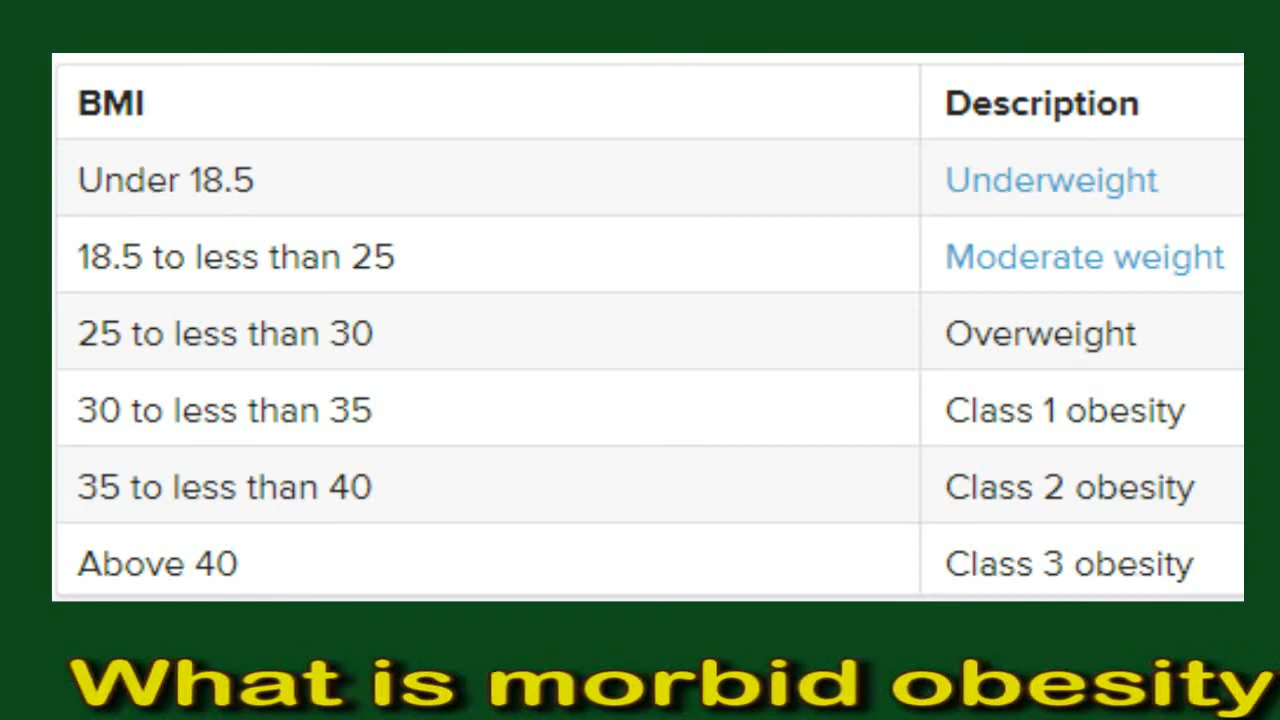 BMI Description
Under 18.5 Underweight
18.5 to less than 25 Moderate weight
25 to less than 30 Overweight
30 to less than 35 Class 1 obesity
35 to less than 40 Class 2 obesity
Above 40 Class 3 obesity
What is morbid obesity